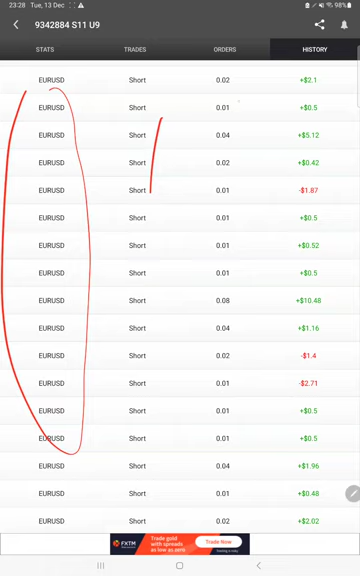 23:28 Tue, 13 Dec 98%
9342884 S11 U9
STATS TRADES ORDERS HISTORY
EURUSD Short 0.02 +$2.1
EURUSD Short 0.01 +$0.5
EURUSD Short 0.04 +$5.12
EURUSD Short 0.02 +$0.42
EURUSD Short 0.01 -$1.87
EURUSD Short 0.01 +$0.5
EURUSD Short 0.01 +$0.52
EURUSD Short 0.01 +$0.5
EURUSD Short 0.08 +$10.48
EURUSD Short 0.04 +$1.16
EURUSD Short 0.02 -$1.4
EURUSD Short 0.01 -$2.71
EURUSD Short 0.01 +$0.5
EURUSD Short 0.01 +$0.5
EURUSD Short 0.04 +$1.96
EURUSD Short 0.01 +$0.48
EURUSD Short 0.02 +$2.02
FXTM Trade gold with spreads as low as zero Trade Now